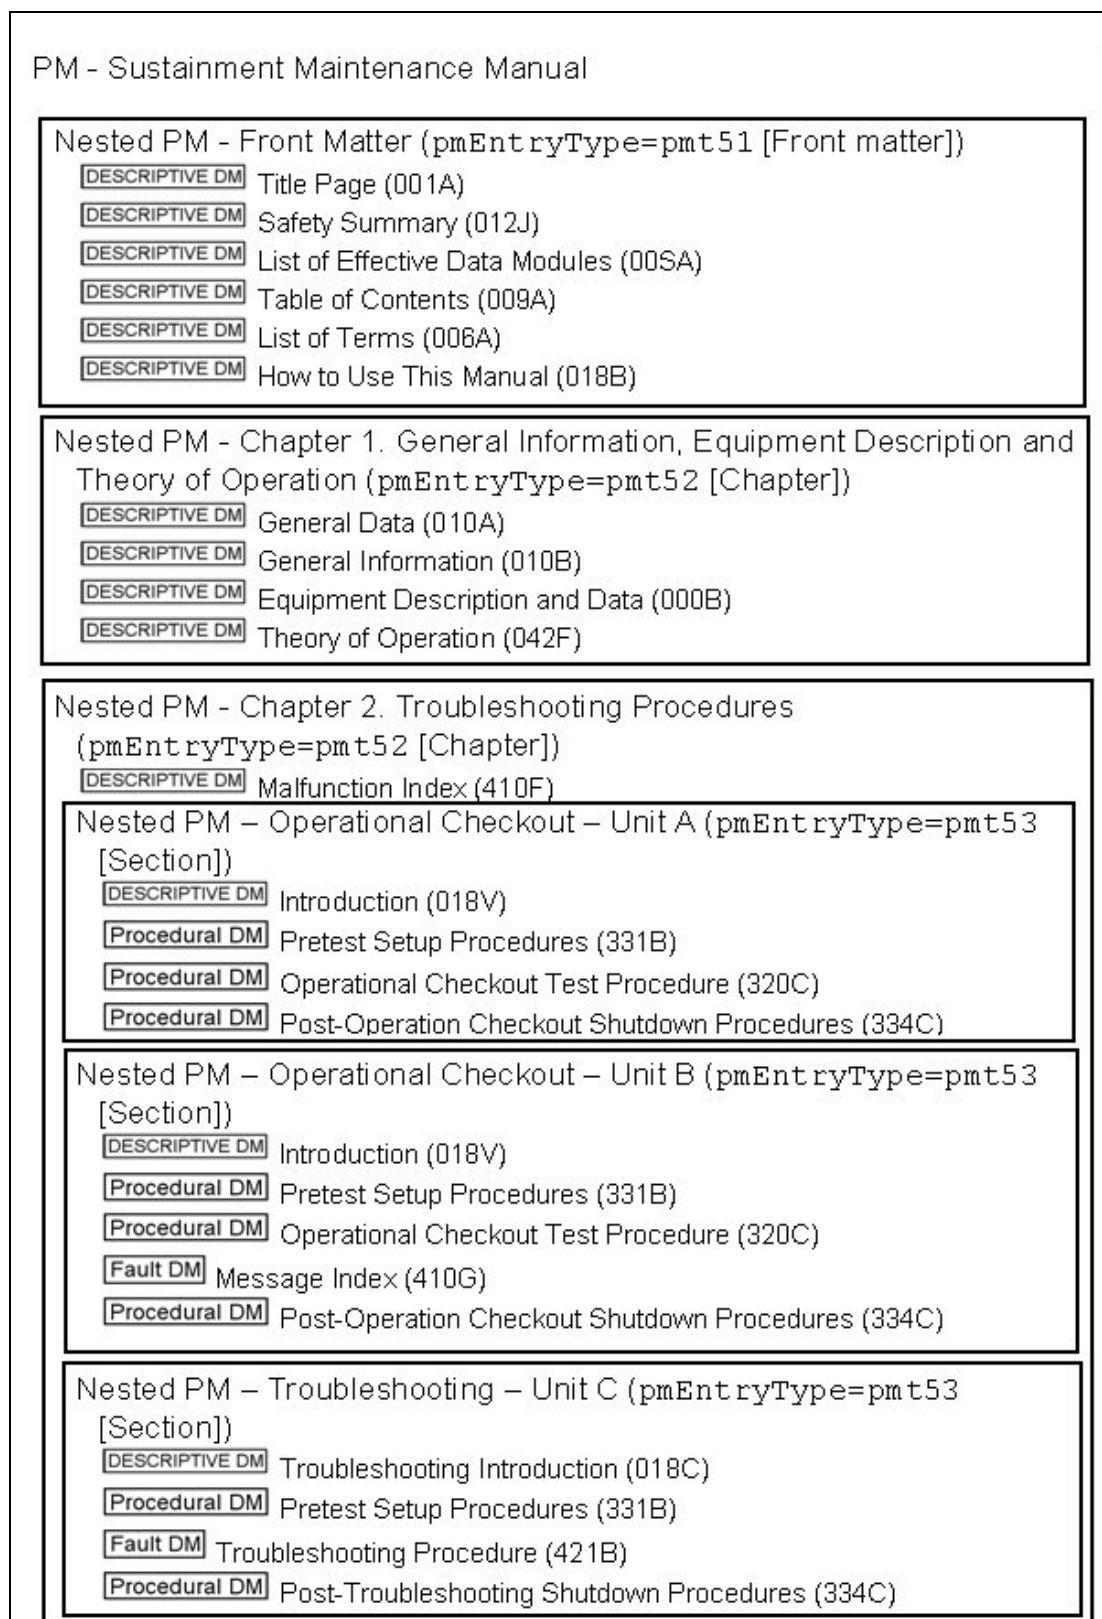 PM - Sustainment Maintenance Manual
Nested PM - Front Matter (pmEntryType=pmt51 [Front matter])
DESCRIPTIVE DM Title Page (001A)
DESCRIPTIVE DM Safety Summary (012J)
DESCRIPTIVE DM List of Effective Data Modules (00SA)
DESCRIPTIVE DM Table of Contents (009A)
DESCRIPTIVE DM List of Terms (006A)
DESCRIPTIVE DM How to Use This Manual (018B)
Nested PM - Chapter 1. General Information, Equipment Description and
Theory of Operation (pmEntryType=pmt52 [Chapter])
DESCRIPTIVE DM General Data (010A)
DESCRIPTIVE DM General Information (010B)
DESCRIPTIVE DM Equipment Description and Data (000B)
DESCRIPTIVE DM Theory of Operation (042F)
Nested PM - Chapter 2. Troubleshooting Procedures
(pmEntryType=pmt52 [Chapter])
DESCRIPTIVE DM Malfunction Index (410F)
Nested PM – Operational Checkout – Unit A (pmEntryType=pmt53
[Section])
DESCRIPTIVE DM Introduction (018V)
Procedural DM Pretest Setup Procedures (331B)
Procedural DM Operational Checkout Test Procedure (320C)
Procedural DM Post-Operation Checkout Shutdown Procedures (334C)
Nested PM – Operational Checkout – Unit B (pmEntryType=pmt53
[Section])
DESCRIPTIVE DM Introduction (018V)
Procedural DM Pretest Setup Procedures (331B)
Procedural DM Operational Checkout Test Procedure (320C)
Fault DM Message Index (410G)
Procedural DM Post-Operation Checkout Shutdown Procedures (334C)
Nested PM – Troubleshooting – Unit C (pmEntryType=pmt53
[Section])
DESCRIPTIVE DM Troubleshooting Introduction (018C)
Procedural DM Pretest Setup Procedures (331B)
Fault DM Troubleshooting Procedure (421B)
Procedural DM Post-Troubleshooting Shutdown Procedures (334C)